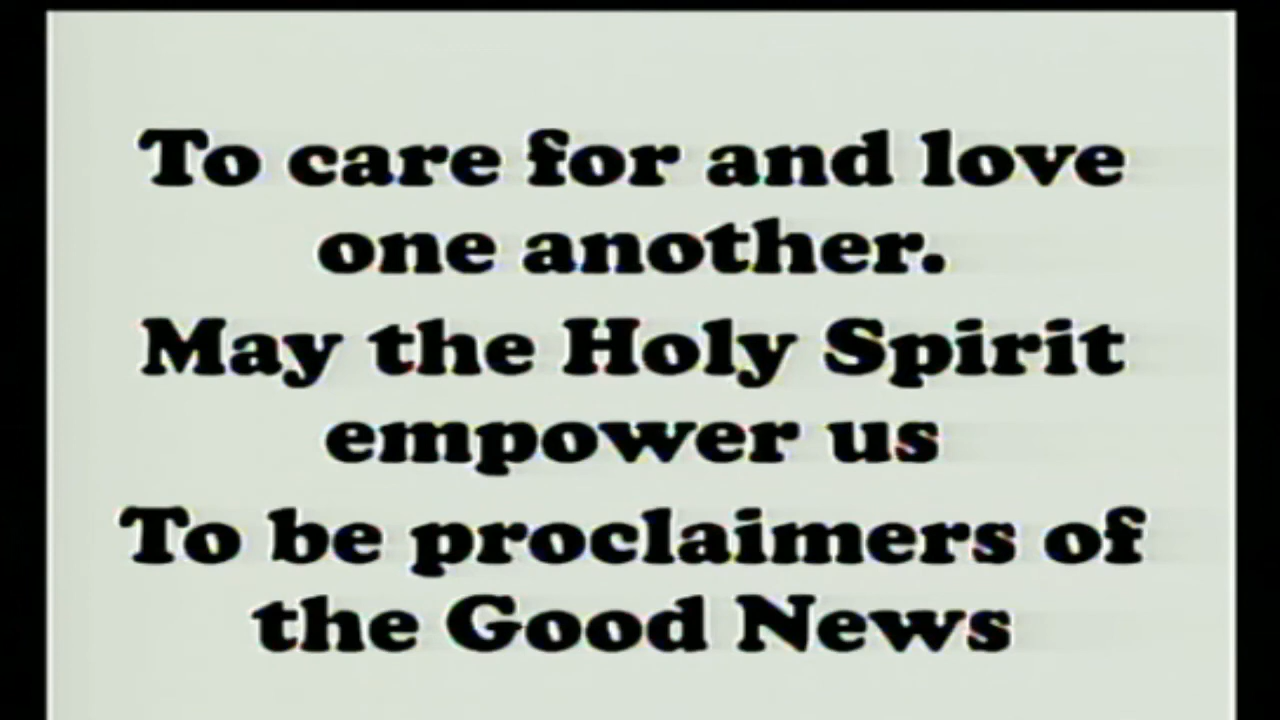 To care for and love
one another.
May the Holy Spirit
empower us
To be proclaimers of
the Good News